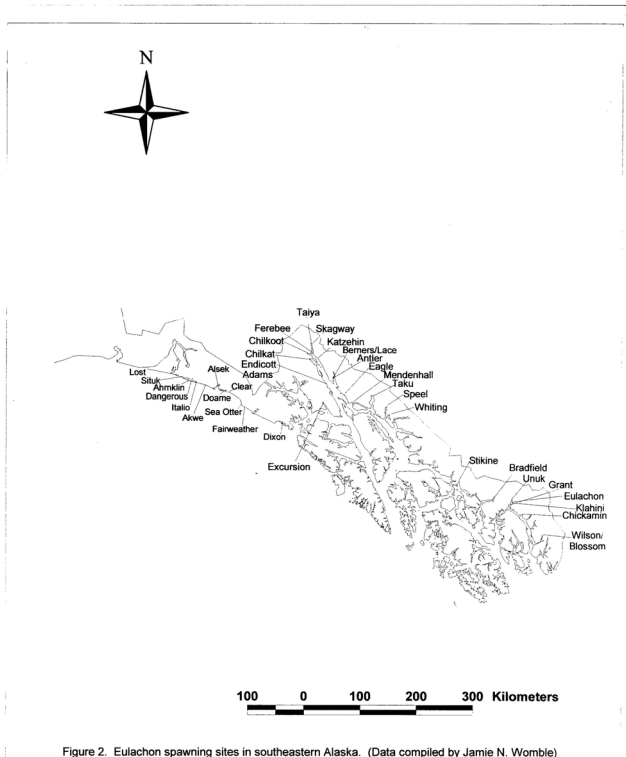 N
Taiya
Ferebee
Skagway
Chilkoot
Katzehin
Chilkat
Berners/Lace
Antler
Endicott
Eagle
Adams
Mendenhall
Taku
Speel
Whiting
Lost
Situk
Ahrnklin
Dangerous
Italio
Akwe
Alsek
Doame
Clear
Sea Otter
Fairweather
Dixon
Excursion
Stikine
Bradfield
Unuk
Grant
Eulachon
Klahini
Chickamin
Wilson/
Blossom
100 0 100 200 300 Kilometers
Figure 2. Eulachon spawning sites in southeastern Alaska. (Data compiled by Jamie N. Womble)